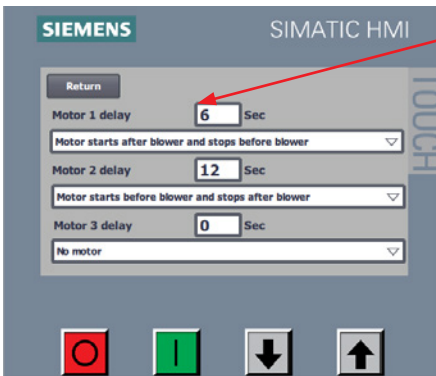 SIEMENS SIMATIC HMI
TOUCH
Return
Motor 1 delay 6 Sec
Motor starts after blower and stops before blower
Motor 2 delay 12 Sec
Motor starts before blower and stops after blower
Motor 3 delay 0 Sec
No motor